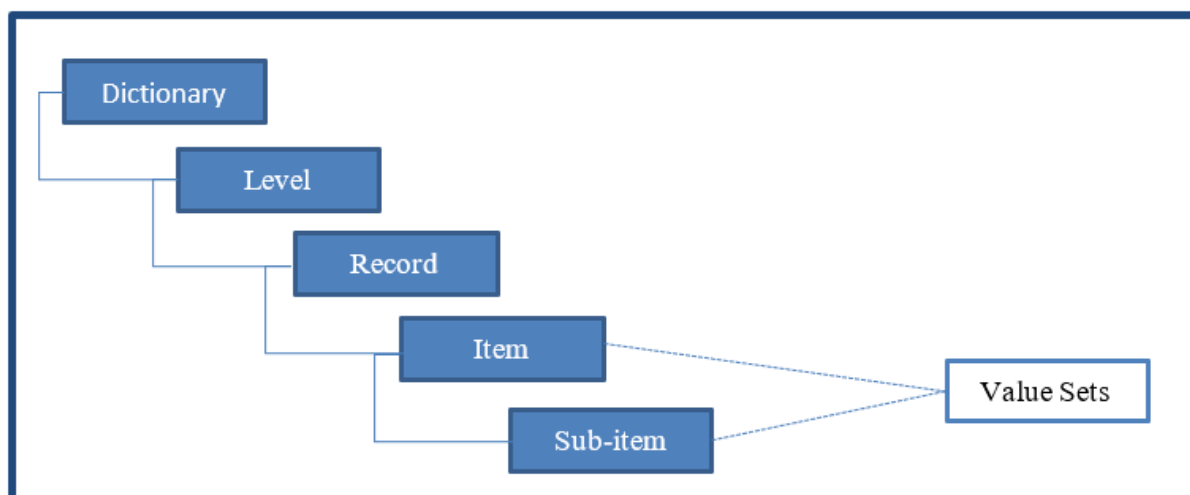 Dictionary
Level
Record
Item
Value Sets
Sub-item